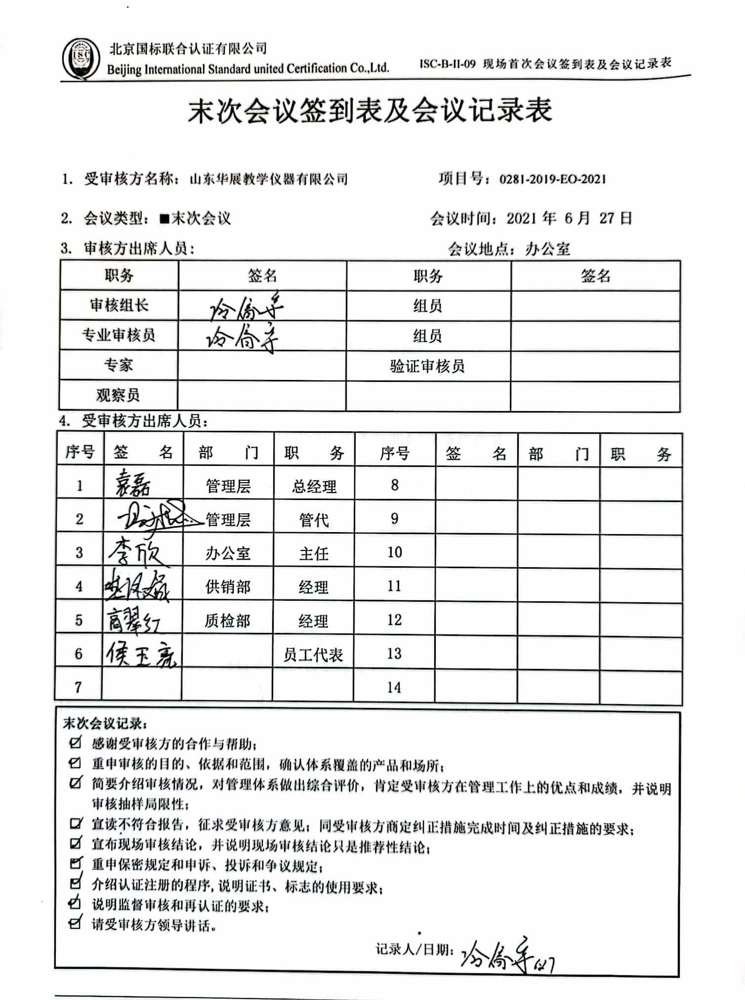 ISC
北京国标联合认证有限公司
Beijing International Standard united Certification Co.,Ltd.
ISC-B-II-09 现场首次会议签到表及会议记录表
末次会议签到表及会议记录表
1. 受审核方名称：山东华展教学仪器有限公司 项目号：0281-2019-EO-2021
2. 会议类型：■末次会议 会议时间：2021 年 6 月 27 日
3. 审核方出席人员： 会议地点：办公室
职务 签名 职务 签名
审核组长 组员
专业审核员 组员
专家 验证审核员
观察员
4. 受审核方出席人员：
序号 签 名 部 门 职 务 序号 签 名 部 门 职 务
1 袁磊 管理层 总经理 8
2 管理层 管代 9
3 李欣 办公室 主任 10
4 供销部 经理 11
5 高翠红 质检部 经理 12
6 侯玉亮 员工代表 13
7 14
末次会议记录：
☑ 感谢受审核方的合作与帮助；
☑ 重申审核的目的、依据和范围，确认体系覆盖的产品和场所；
☑ 简要介绍审核情况，对管理体系做出综合评价，肯定受审核方在管理工作上的优点和成绩，并说明
审核抽样局限性；
☑ 宣读不符合报告，征求受审核方意见；同受审核方商定纠正措施完成时间及纠正措施的要求；
☑ 宣布现场审核结论，并说明现场审核结论只是推荐性结论；
☑ 重申保密规定和申诉、投诉和争议规定；
☑ 介绍认证注册的程序,说明证书、标志的使用要求；
☑ 说明监督审核和再认证的要求；
☑ 请受审核方领导讲话。
记录人/日期：